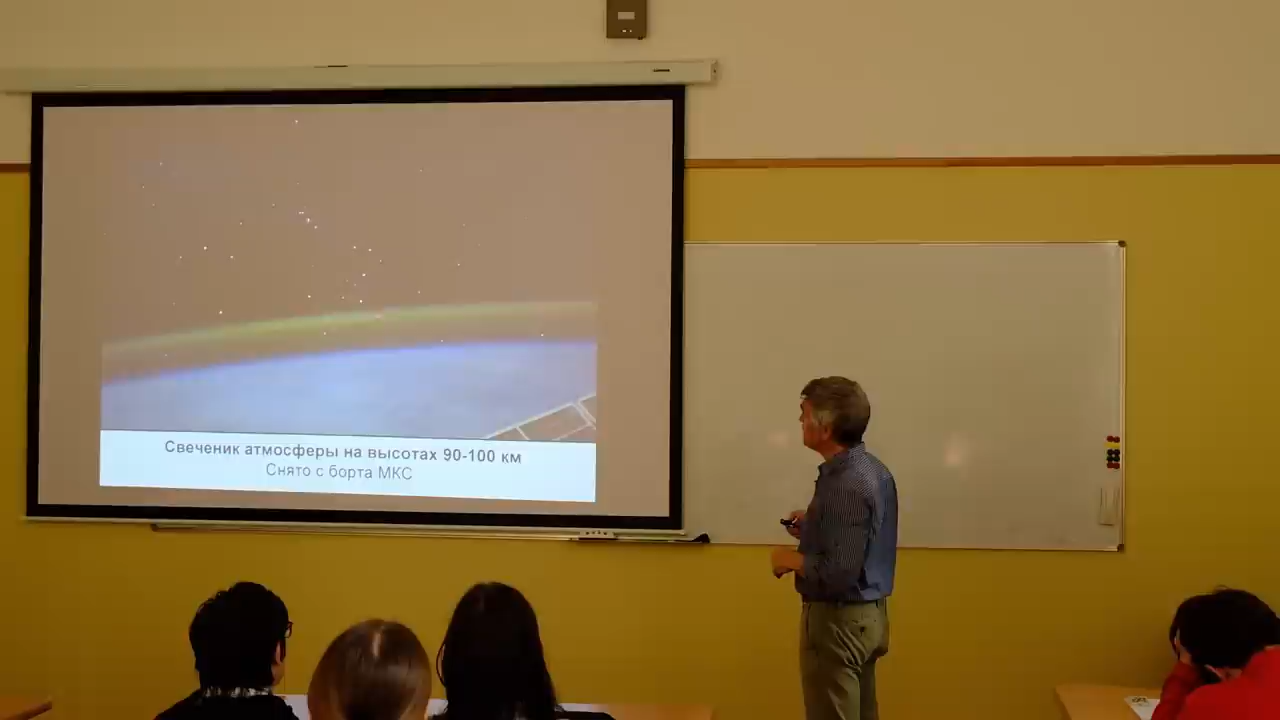 Свеченик атмосферы на высотах 90-100 км
Снято с борта МКС